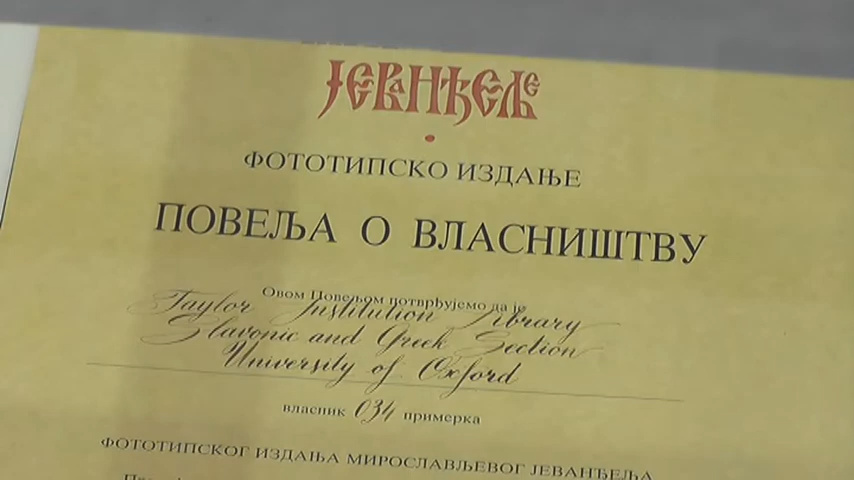 ЈЕВАНЂЕЉЕ
ФОТОТИПСКО ИЗДАЊЕ
ПОВЕЉА О ВЛАСНИШТВУ
Овом Повељом потврђујемо да је
Taylor Institution Library
Slavonic and Greek Section
University of Oxford
власник 034 примерка
ФОТОТИПСКОГ ИЗДАЊА МИРОСЛАВЉЕВОГ ЈЕВАНЂЕЉА